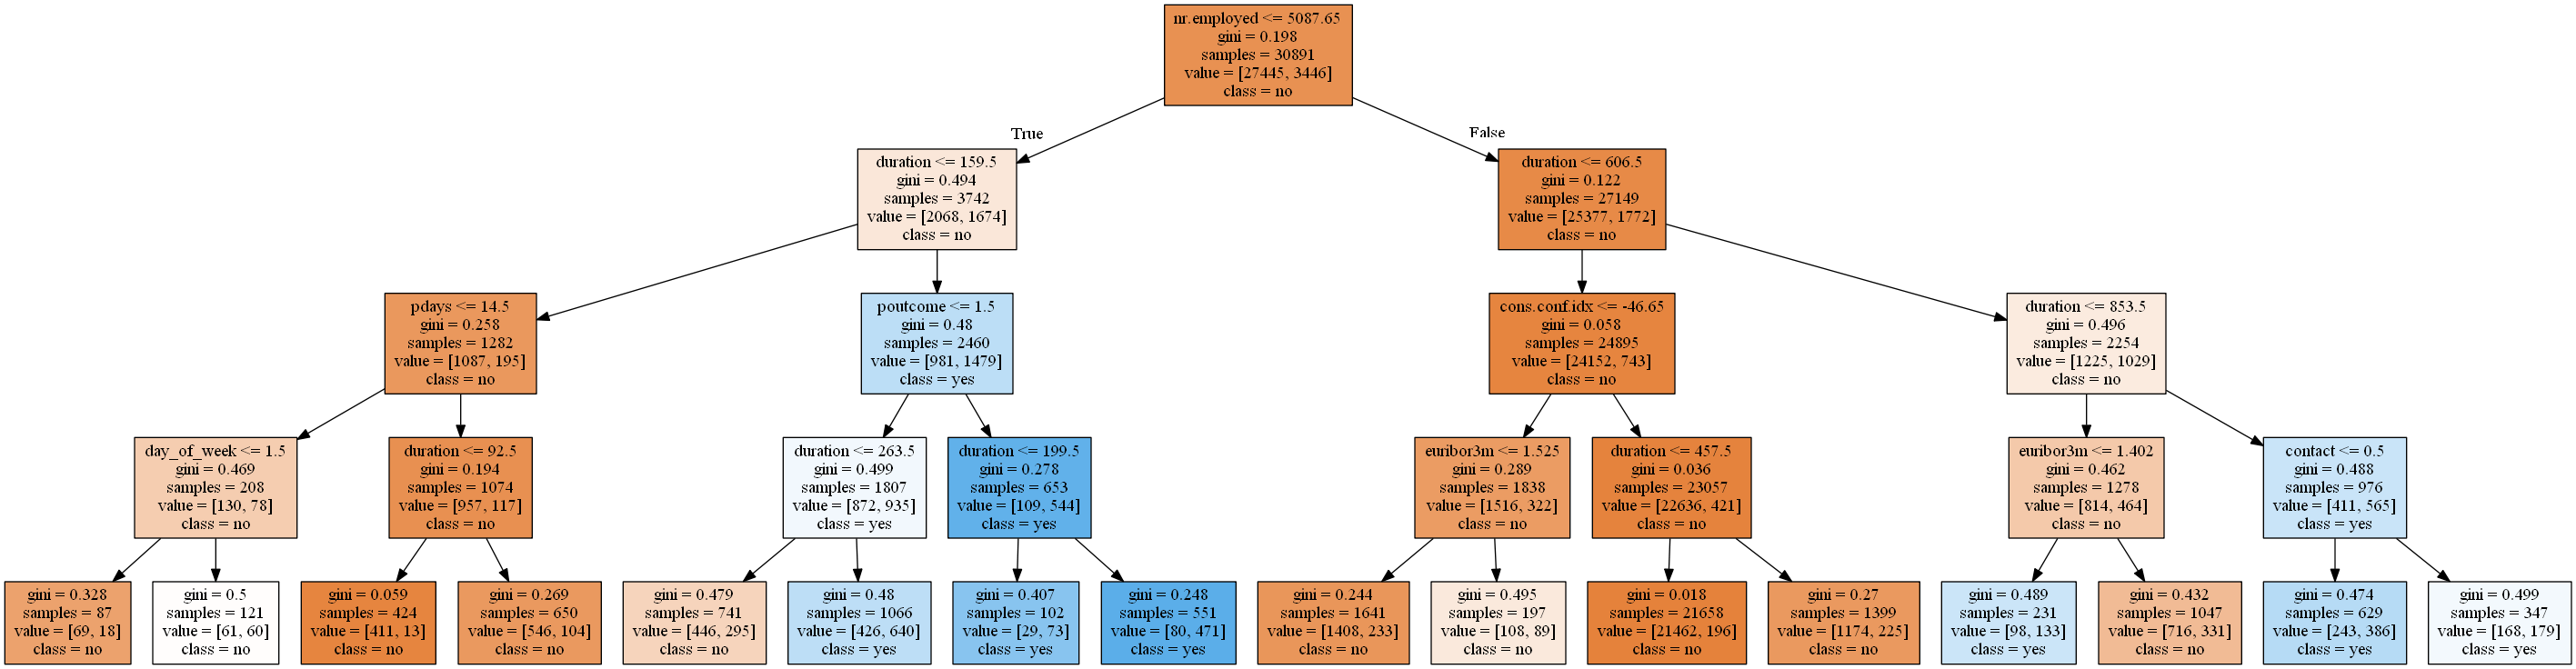 nr.employed <= 5087.65
gini = 0.198
samples = 30891
value = [27445, 3446]
class = no
True
False
duration <= 159.5
gini = 0.494
samples = 3742
value = [2068, 1674]
class = no
duration <= 606.5
gini = 0.122
samples = 27149
value = [25377, 1772]
class = no
pdays <= 14.5
gini = 0.258
samples = 1282
value = [1087, 195]
class = no
poutcome <= 1.5
gini = 0.48
samples = 2460
value = [981, 1479]
class = yes
cons.conf.idx <= -46.65
gini = 0.058
samples = 24895
value = [24152, 743]
class = no
duration <= 853.5
gini = 0.496
samples = 2254
value = [1225, 1029]
class = no
day_of_week <= 1.5
gini = 0.469
samples = 208
value = [130, 78]
class = no
duration <= 92.5
gini = 0.194
samples = 1074
value = [957, 117]
class = no
duration <= 263.5
gini = 0.499
samples = 1807
value = [872, 935]
class = yes
duration <= 199.5
gini = 0.278
samples = 653
value = [109, 544]
class = yes
euribor3m <= 1.525
gini = 0.289
samples = 1838
value = [1516, 322]
class = no
duration <= 457.5
gini = 0.036
samples = 23057
value = [22636, 421]
class = no
euribor3m <= 1.402
gini = 0.462
samples = 1278
value = [814, 464]
class = no
contact <= 0.5
gini = 0.488
samples = 976
value = [411, 565]
class = yes
gini = 0.328
samples = 87
value = [69, 18]
class = no
gini = 0.5
samples = 121
value = [61, 60]
class = no
gini = 0.059
samples = 424
value = [411, 13]
class = no
gini = 0.269
samples = 650
value = [546, 104]
class = no
gini = 0.479
samples = 741
value = [446, 295]
class = no
gini = 0.48
samples = 1066
value = [426, 640]
class = yes
gini = 0.407
samples = 102
value = [29, 73]
class = yes
gini = 0.248
samples = 551
value = [80, 471]
class = yes
gini = 0.244
samples = 1641
value = [1408, 233]
class = no
gini = 0.495
samples = 197
value = [108, 89]
class = no
gini = 0.018
samples = 21658
value = [21462, 196]
class = no
gini = 0.27
samples = 1399
value = [1174, 225]
class = no
gini = 0.489
samples = 231
value = [98, 133]
class = yes
gini = 0.432
samples = 1047
value = [716, 331]
class = no
gini = 0.474
samples = 629
value = [243, 386]
class = yes
gini = 0.499
samples = 347
value = [168, 179]
class = yes